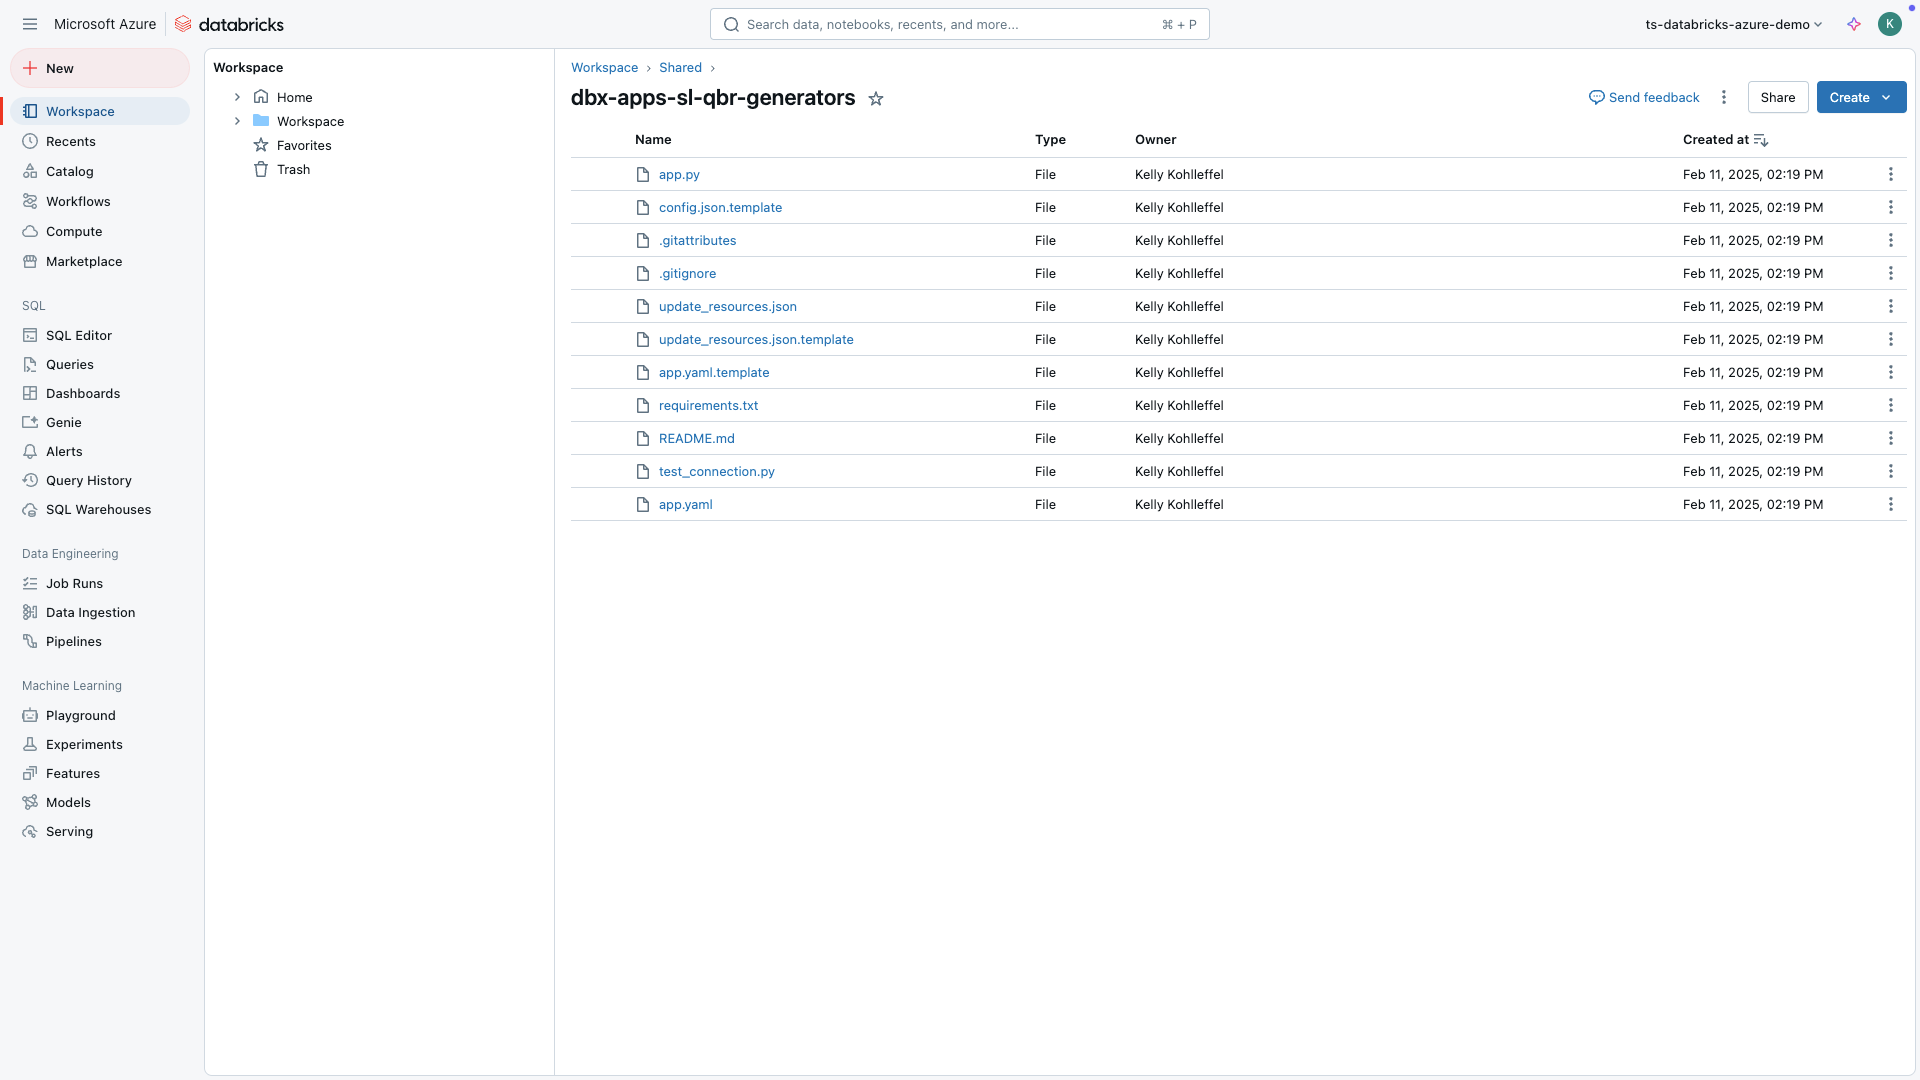 Microsoft Azure databricks
Search data, notebooks, recents, and more... ⌘ + P
ts-databricks-azure-demo
K
New
Workspace
Recents
Catalog
Workflows
Compute
Marketplace
SQL
SQL Editor
Queries
Dashboards
Genie
Alerts
Query History
SQL Warehouses
Data Engineering
Job Runs
Data Ingestion
Pipelines
Machine Learning
Playground
Experiments
Features
Models
Serving
Workspace
Home
Workspace
Favorites
Trash
Workspace › Shared ›
dbx-apps-sl-qbr-generators
Send feedback
Share
Create
Name Type Owner Created at
app.py File Kelly Kohlleffel Feb 11, 2025, 02:19 PM
config.json.template File Kelly Kohlleffel Feb 11, 2025, 02:19 PM
.gitattributes File Kelly Kohlleffel Feb 11, 2025, 02:19 PM
.gitignore File Kelly Kohlleffel Feb 11, 2025, 02:19 PM
update_resources.json File Kelly Kohlleffel Feb 11, 2025, 02:19 PM
update_resources.json.template File Kelly Kohlleffel Feb 11, 2025, 02:19 PM
app.yaml.template File Kelly Kohlleffel Feb 11, 2025, 02:19 PM
requirements.txt File Kelly Kohlleffel Feb 11, 2025, 02:19 PM
README.md File Kelly Kohlleffel Feb 11, 2025, 02:19 PM
test_connection.py File Kelly Kohlleffel Feb 11, 2025, 02:19 PM
app.yaml File Kelly Kohlleffel Feb 11, 2025, 02:19 PM